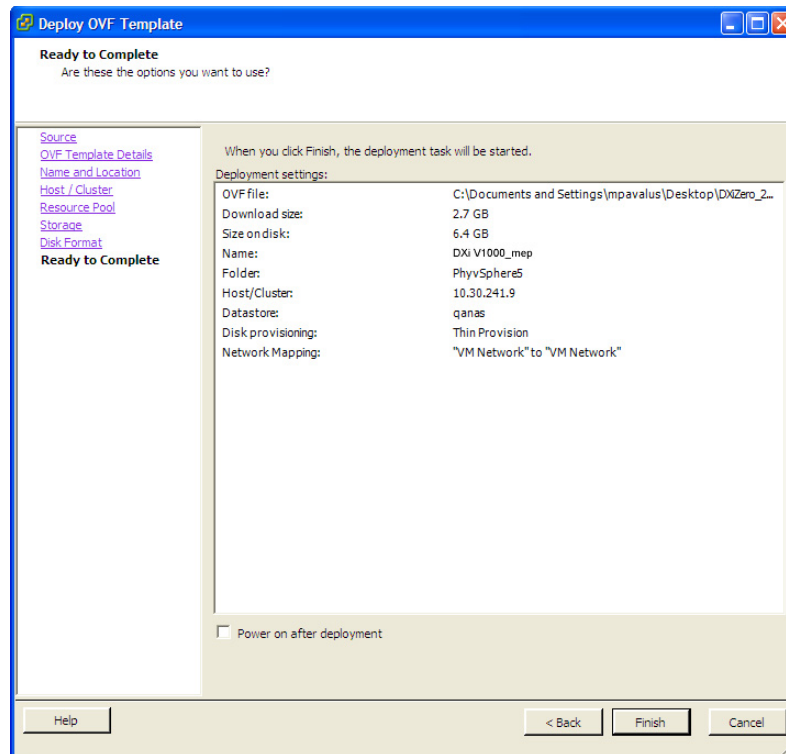 Deploy OVF Template
Ready to Complete
Are these the options you want to use?
Source
OVF Template Details
Name and Location
Host / Cluster
Resource Pool
Storage
Disk Format
Ready to Complete
When you click Finish, the deployment task will be started.
Deployment settings:
OVF file: C:\Documents and Settings\mpavalus\Desktop\DXiZero_2...
Download size: 2.7 GB
Size on disk: 6.4 GB
Name: DXi V1000_mep
Folder: PhyvSphere5
Host/Cluster: 10.30.241.9
Datastore: qanas
Disk provisioning: Thin Provision
Network Mapping: "VM Network" to "VM Network"
Power on after deployment
Help < Back Finish Cancel